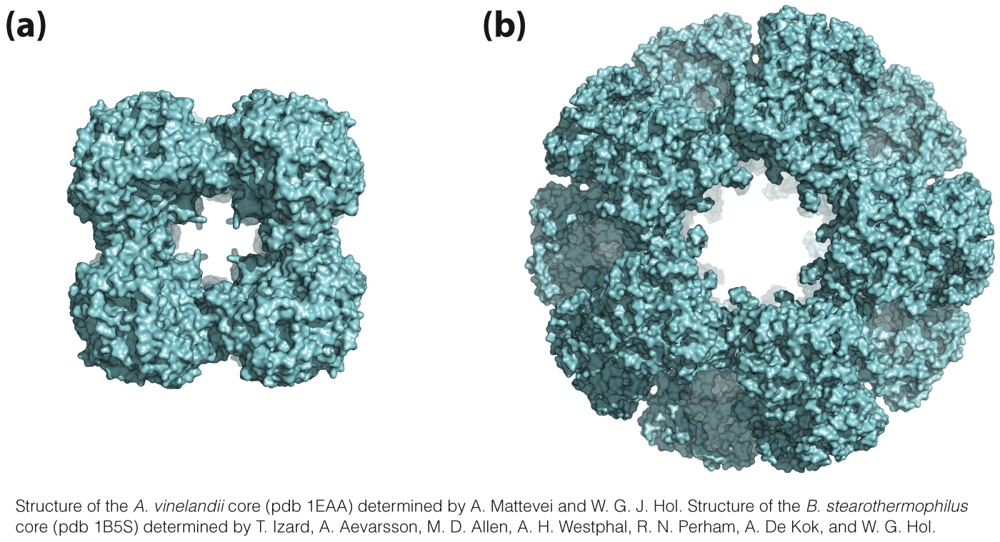 (a)
(b)
Structure of the A. vinelandii core (pdb 1EAA) determined by A. Mattevei and W. G. J. Hol. Structure of the B. stearothermophilus
core (pdb 1B5S) determined by T. Izard, A. Aevarsson, M. D. Allen, A. H. Westphal, R. N. Perham, A. De Kok, and W. G. Hol.